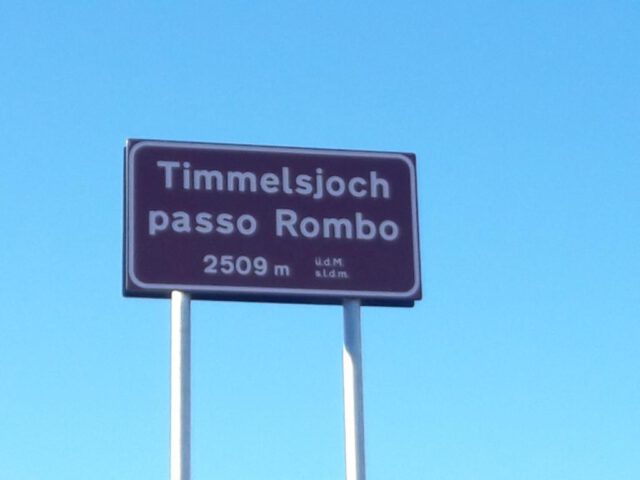 Timmelsjoch
passo Rombo
2509 m ü.d.M.
s.l.d.m.